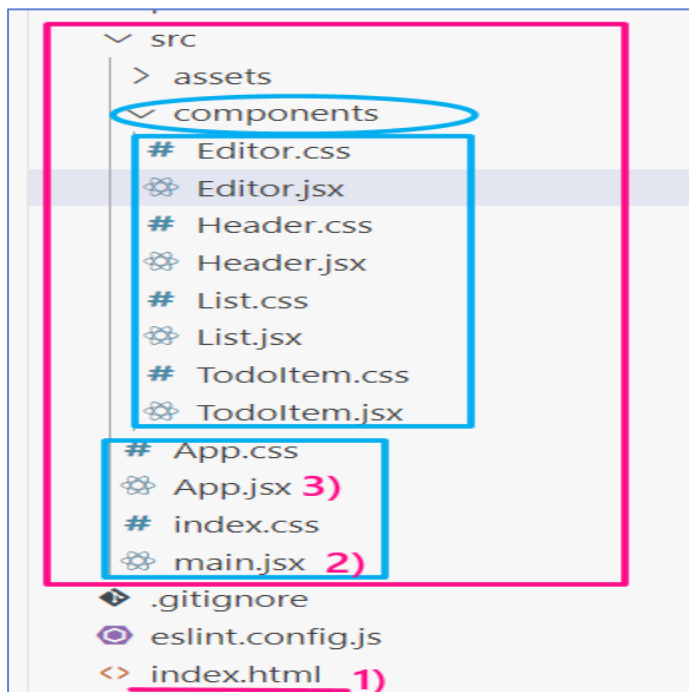 src
assets
components
# Editor.css
Editor.jsx
# Header.css
Header.jsx
# List.css
List.jsx
# TodoItem.css
TodoItem.jsx
# App.css
App.jsx 3)
# index.css
main.jsx 2)
.gitignore
eslint.config.js
<> index.html 1)